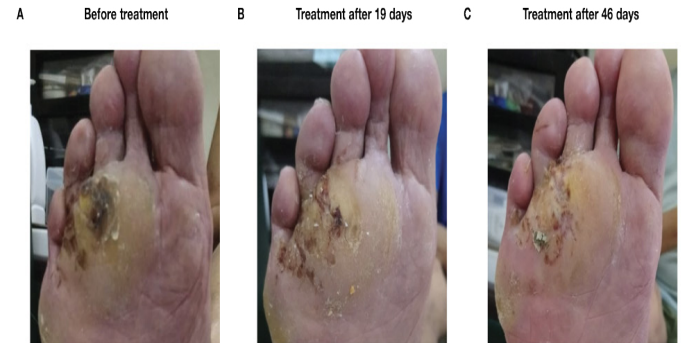 A Before treatment
B Treatment after 19 days
C Treatment after 46 days